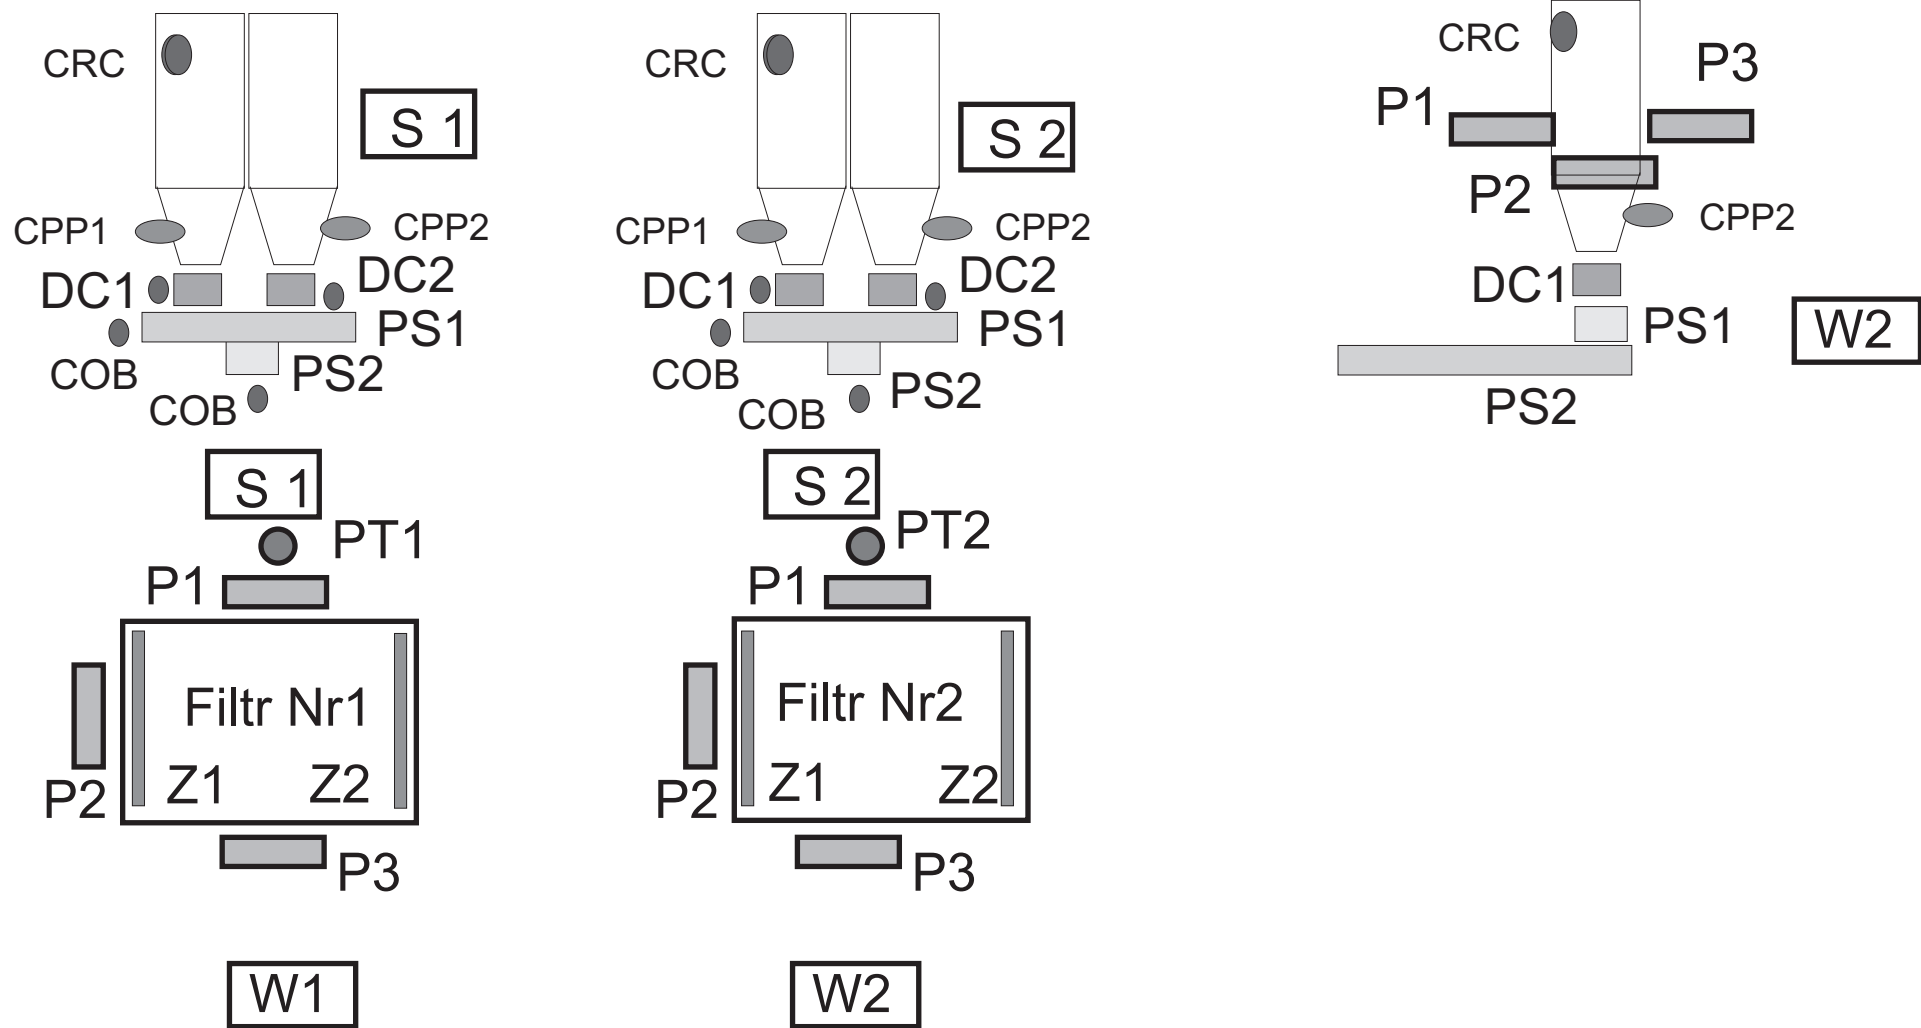 CRC
S 1
CPP1
CPP2
DC1
DC2
PS1
COB
PS2
COB
CRC
S 2
CPP1
CPP2
DC1
DC2
PS1
COB
PS2
COB
CRC
P3
P1
P2
CPP2
DC1
PS1
W2
PS2
S 1
PT1
P1
Filtr Nr1
Z1
Z2
P2
P3
W1
S 2
PT2
P1
Filtr Nr2
Z1
Z2
P2
P3
W2